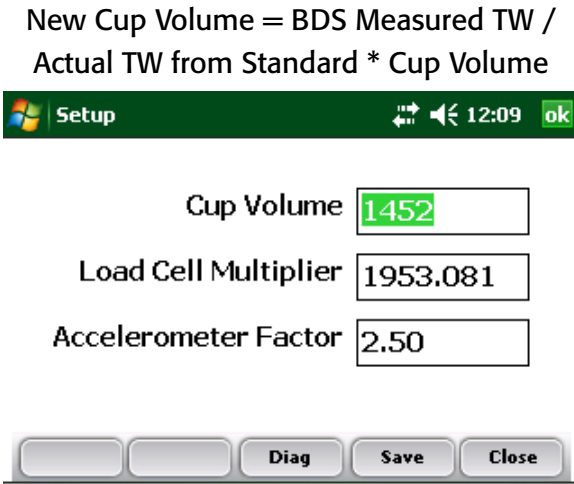 New Cup Volume = BDS Measured TW /
Actual TW from Standard * Cup Volume
Setup 12:09 ok
Cup Volume 1452
Load Cell Multiplier 1953.081
Accelerometer Factor 2.50
Diag Save Close